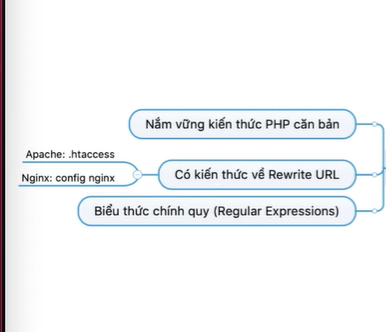 Nắm vững kiến thức PHP căn bản
Apache: .htaccess
Nginx: config nginx
Có kiến thức về Rewrite URL
Biểu thức chính quy (Regular Expressions)